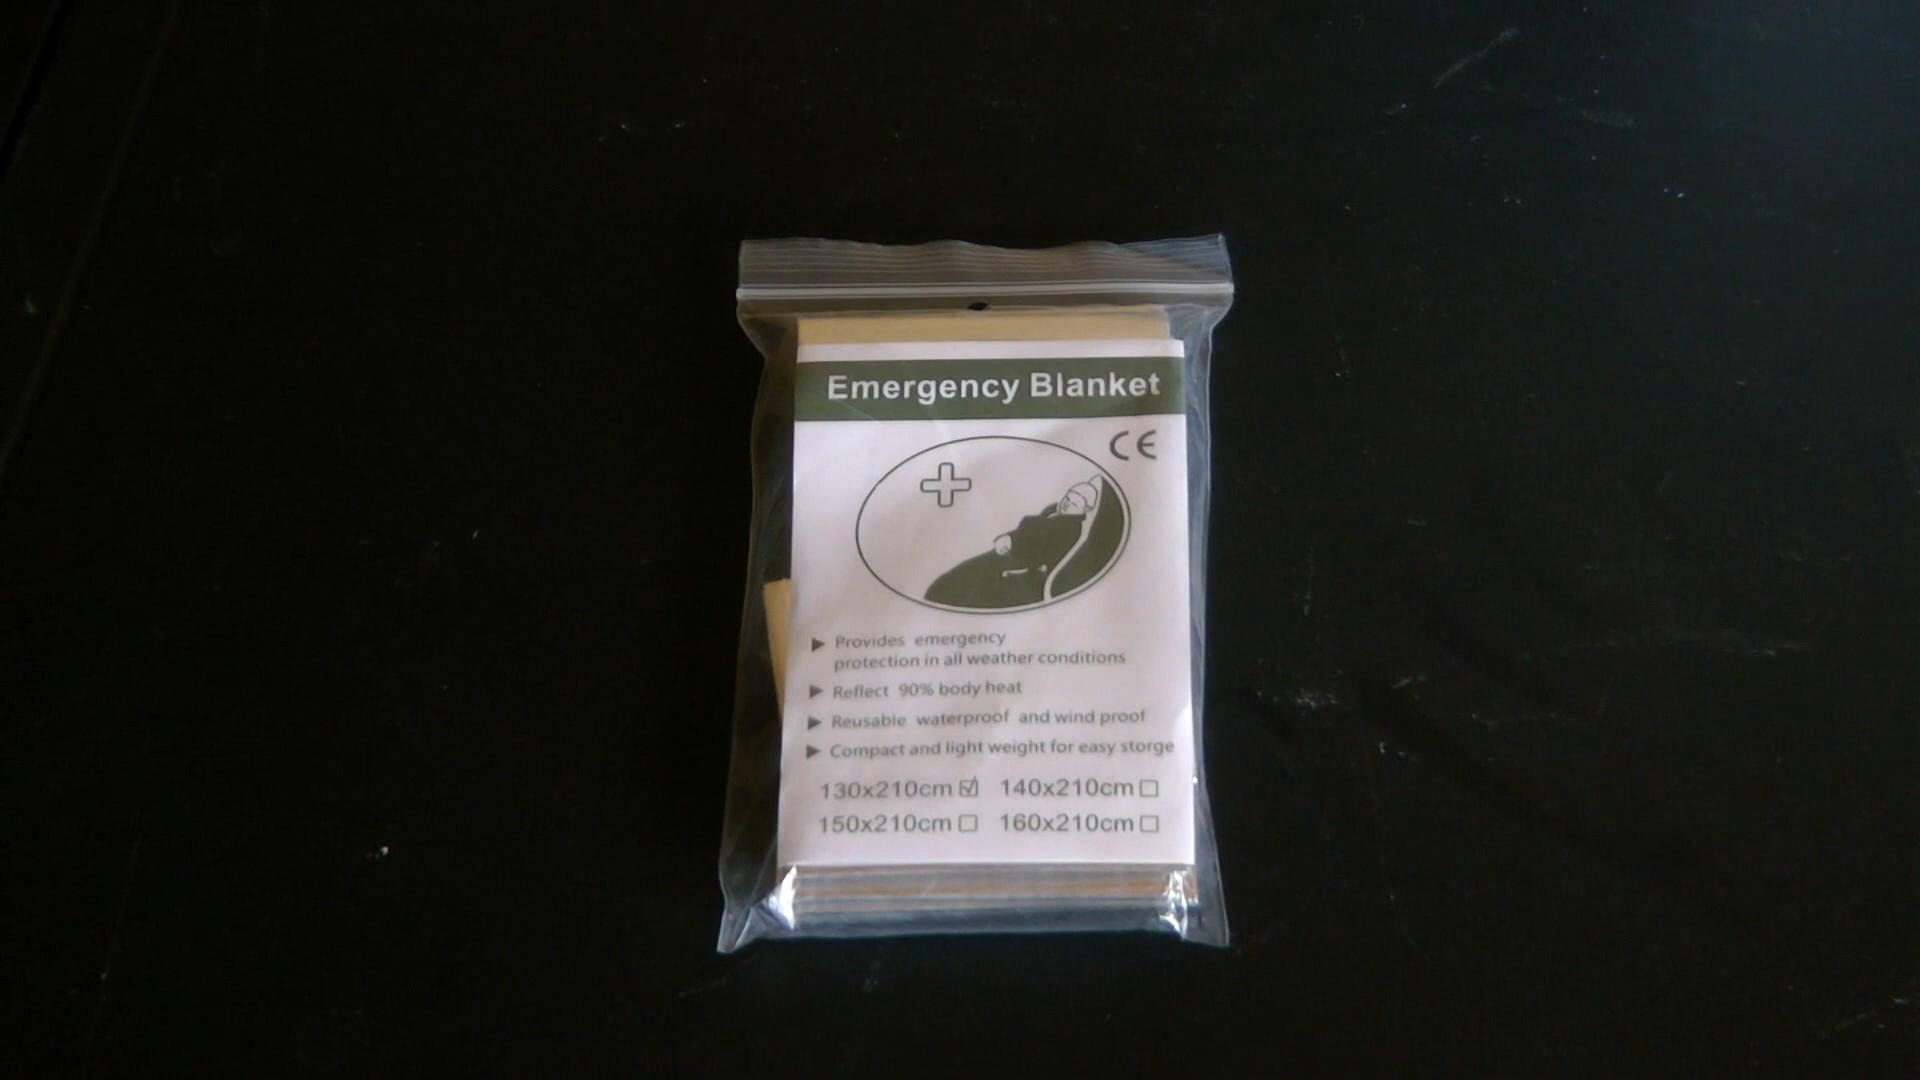 Emergency Blanket
CE
Provides emergency
protection in all weather conditions
Reflect 90% body heat
Reusable waterproof and wind proof
Compact and light weight for easy storge
130x210cm ☑ 140x210cm ☐
150x210cm ☐ 160x210cm ☐